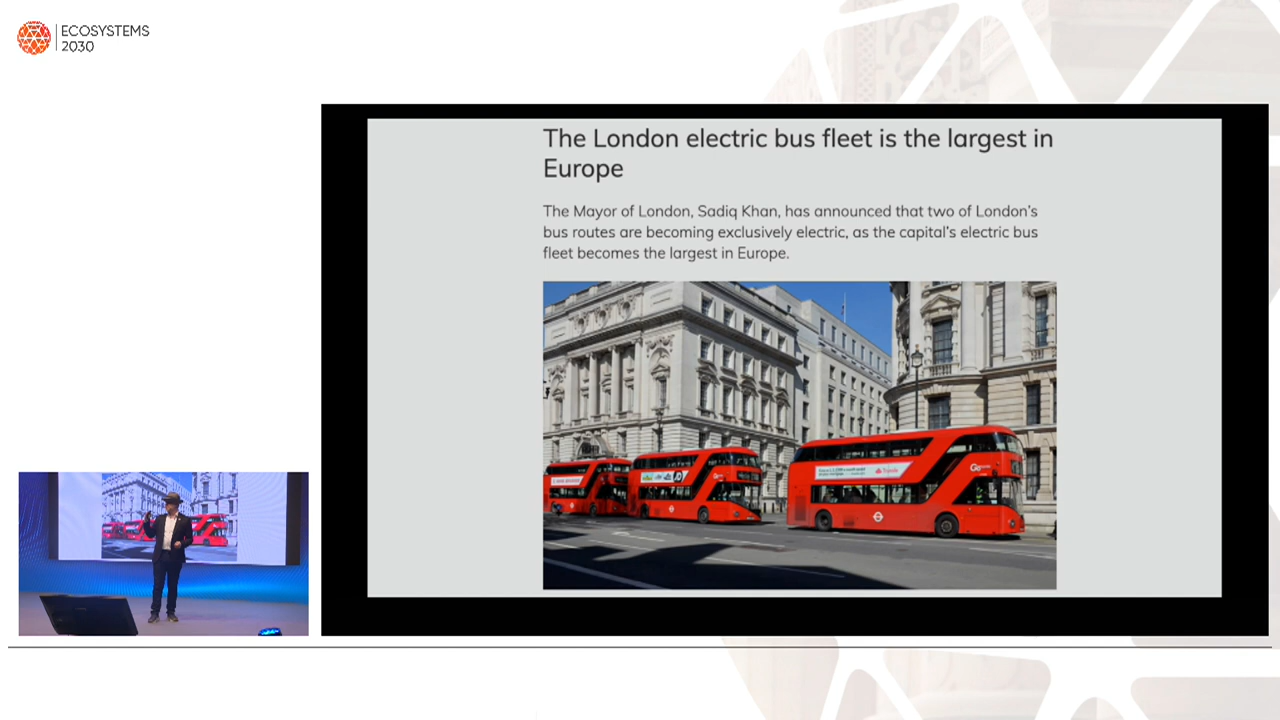 ECOSYSTEMS
2030
The London electric bus fleet is the largest in
Europe
The Mayor of London, Sadiq Khan, has announced that two of London's
bus routes are becoming exclusively electric, as the capital's electric bus
fleet becomes the largest in Europe.